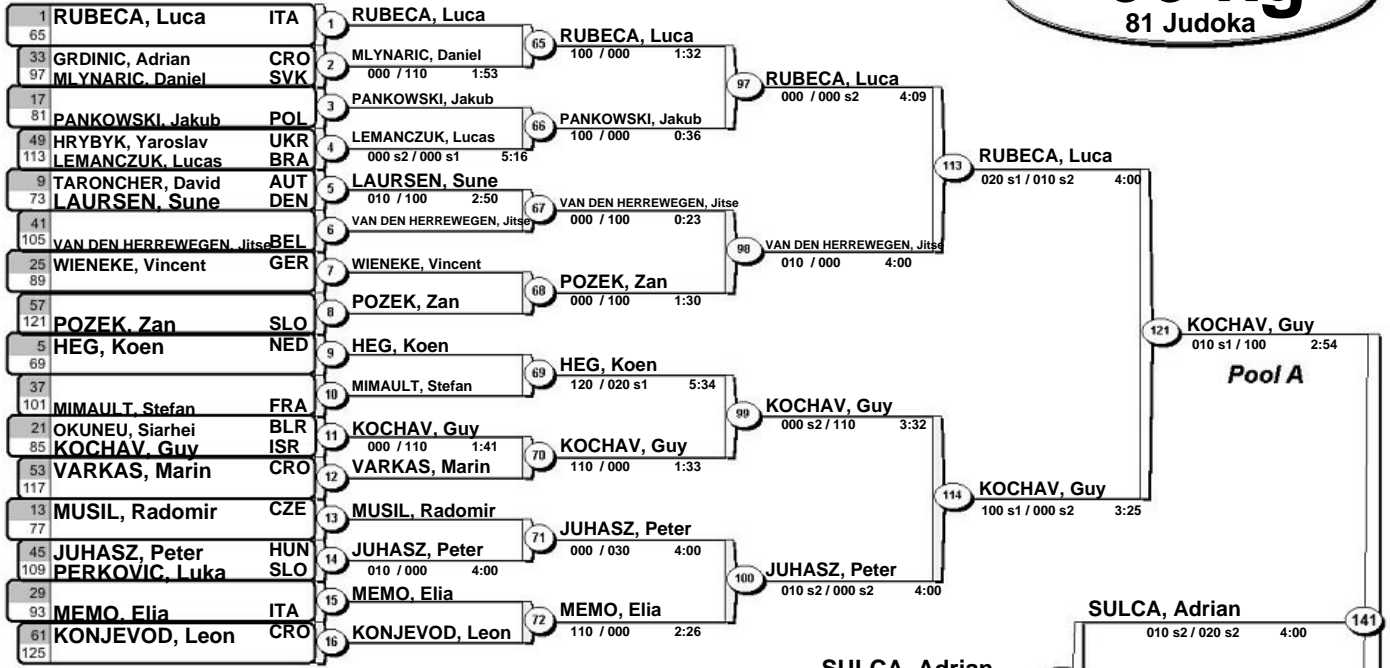 81 Judoka
1 RUBECA, Luca ITA
65
33 GRDINIC, Adrian CRO
97 MLYNARIC, Daniel SVK
17
81 PANKOWSKI, Jakub POL
49 HRYBYK, Yaroslav UKR
113 LEMANCZUK, Lucas BRA
9 TARONCHER, David AUT
73 LAURSEN, Sune DEN
41
105 VAN DEN HERREWEGEN, Jitse BEL
25 WIENEKE, Vincent GER
89
57
121 POZEK, Zan SLO
5 HEG, Koen NED
69
37
101 MIMAULT, Stefan FRA
21 OKUNEU, Siarhei BLR
85 KOCHAV, Guy ISR
53 VARKAS, Marin CRO
117
13 MUSIL, Radomir CZE
77
45 JUHASZ, Peter HUN
109 PERKOVIC, Luka SLO
29
93 MEMO, Elia ITA
61 KONJEVOD, Leon CRO
125
1 RUBECA, Luca
2 MLYNARIC, Daniel
000 / 110 1:53
3 PANKOWSKI, Jakub
4 LEMANCZUK, Lucas
000 s2 / 000 s1 5:16
5 LAURSEN, Sune
010 / 100 2:50
6 VAN DEN HERREWEGEN, Jitse
7 WIENEKE, Vincent
8 POZEK, Zan
9 HEG, Koen
10 MIMAULT, Stefan
11 KOCHAV, Guy
000 / 110 1:41
12 VARKAS, Marin
13 MUSIL, Radomir
14 JUHASZ, Peter
010 / 000 4:00
15 MEMO, Elia
16 KONJEVOD, Leon
65 RUBECA, Luca
100 / 000 1:32
66 PANKOWSKI, Jakub
100 / 000 0:36
67 VAN DEN HERREWEGEN, Jitse
000 / 100 0:23
68 POZEK, Zan
000 / 100 1:30
69 HEG, Koen
120 / 020 s1 5:34
70 KOCHAV, Guy
110 / 000 1:33
71 JUHASZ, Peter
000 / 030 4:00
72 MEMO, Elia
110 / 000 2:26
97 RUBECA, Luca
000 / 000 s2 4:09
98 VAN DEN HERREWEGEN, Jitse
010 / 000 4:00
99 KOCHAV, Guy
000 s2 / 110 3:32
100 JUHASZ, Peter
010 s2 / 000 s2 4:00
113 RUBECA, Luca
020 s1 / 010 s2 4:00
114 KOCHAV, Guy
100 s1 / 000 s2 3:25
121 KOCHAV, Guy
010 s1 / 100 2:54
Pool A
SULCA, Adrian 141
010 s2 / 020 s2 4:00
SULCA, Adrian